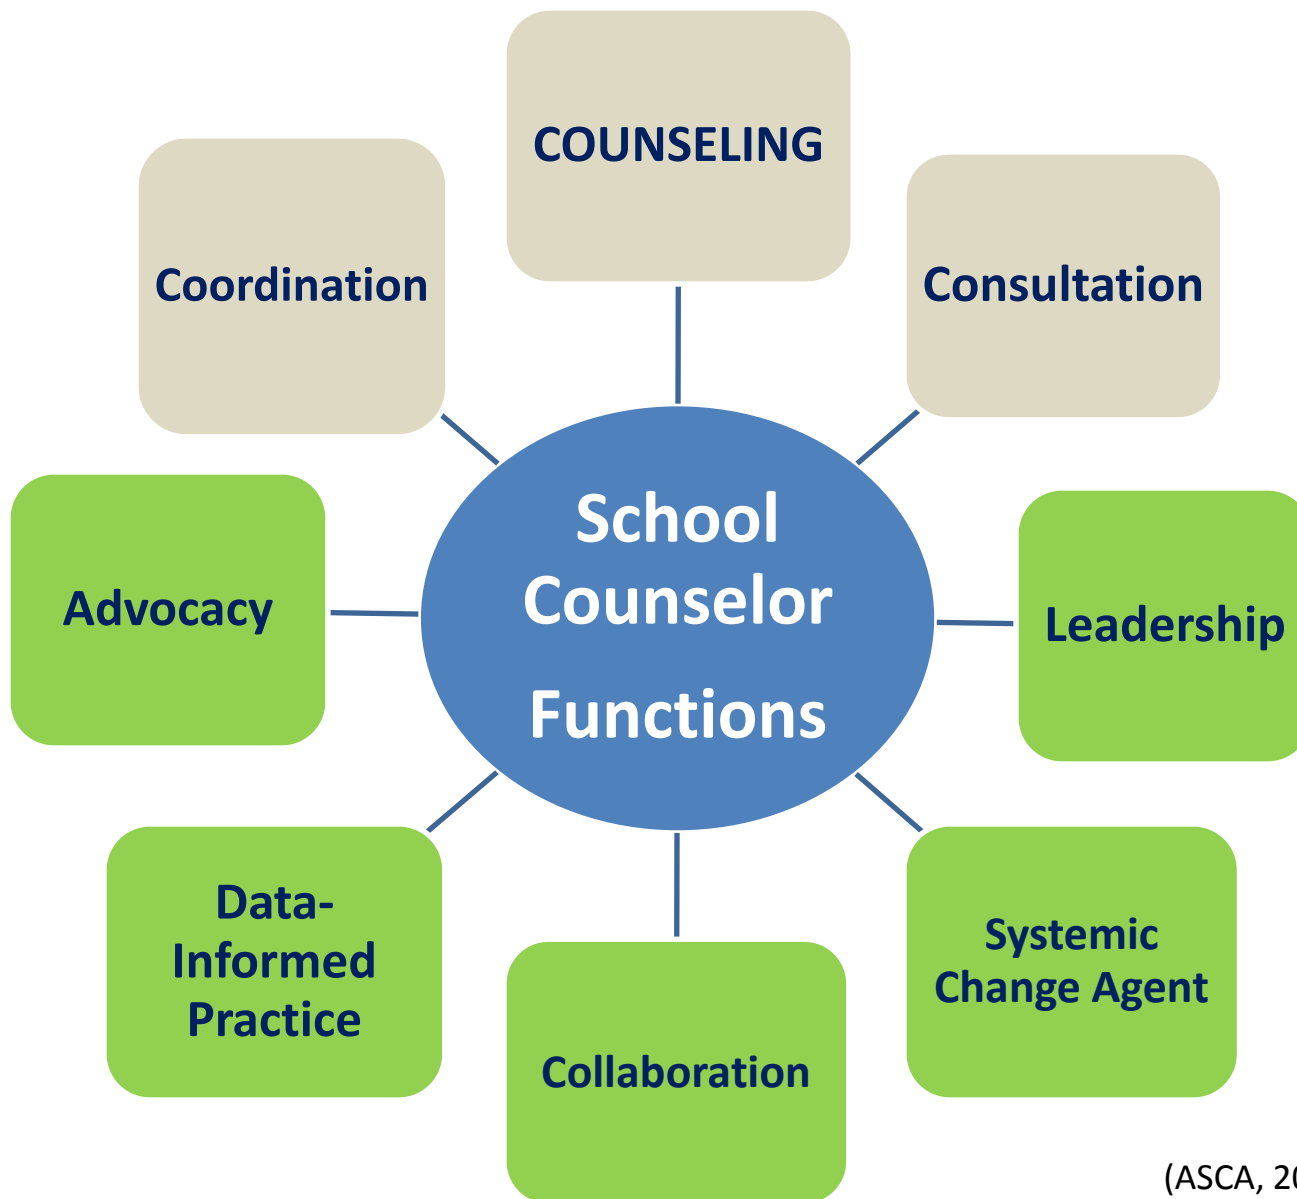 COUNSELING
Coordination
Consultation
School
Counselor
Functions
Advocacy
Leadership
Data-
Informed
Practice
Systemic
Change Agent
Collaboration
(ASCA,